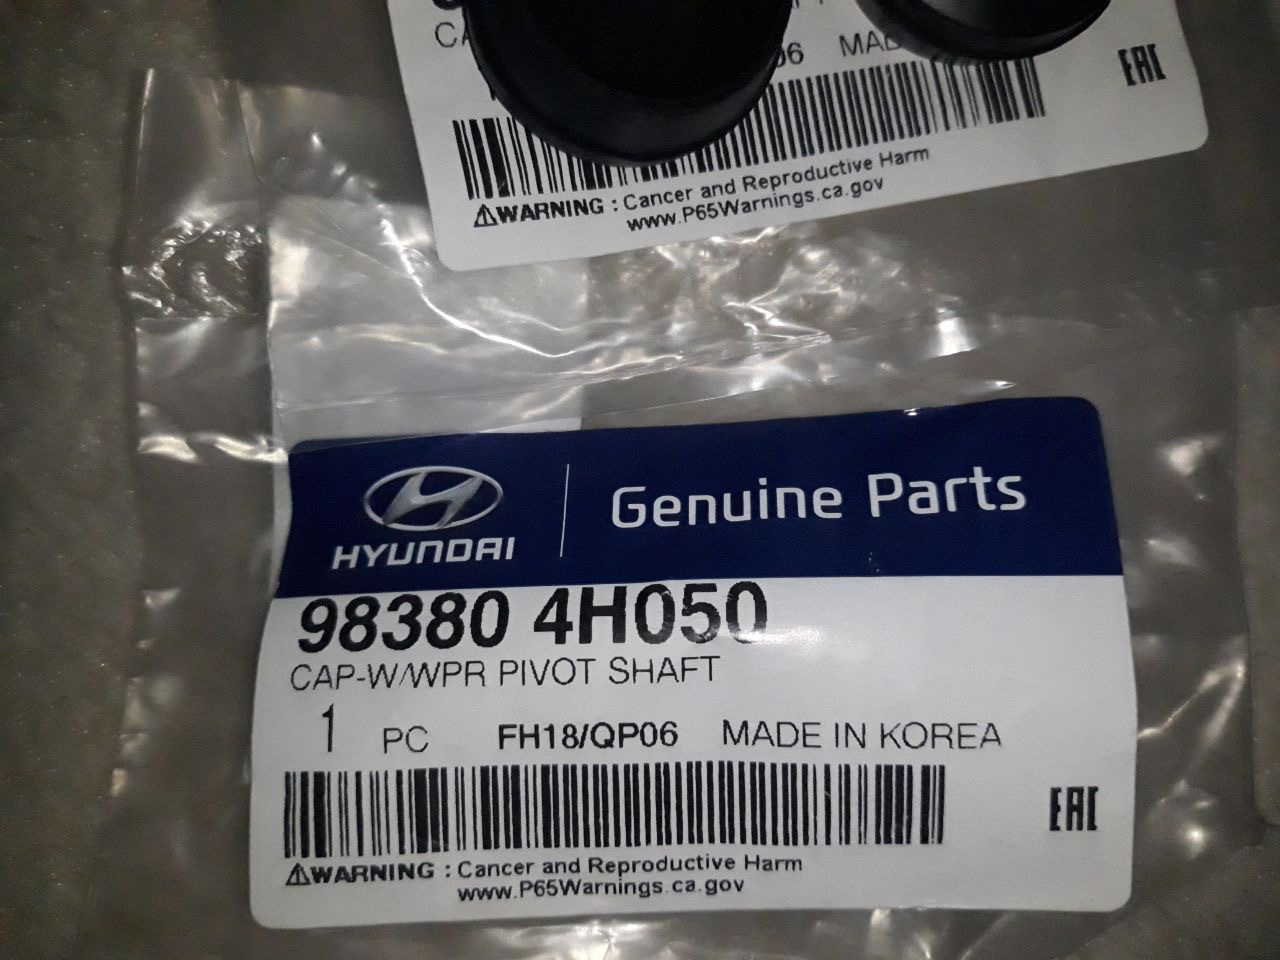 06 MAD
EAC
⚠WARNING : Cancer and Reproductive Harm
www.P65Warnings.ca.gov
HYUNDAI
Genuine Parts
98380 4H050
CAP-W/WPR PIVOT SHAFT
1 PC FH18/QP06 MADE IN KOREA
EAC
⚠WARNING : Cancer and Reproductive Harm
www.P65Warnings.ca.gov